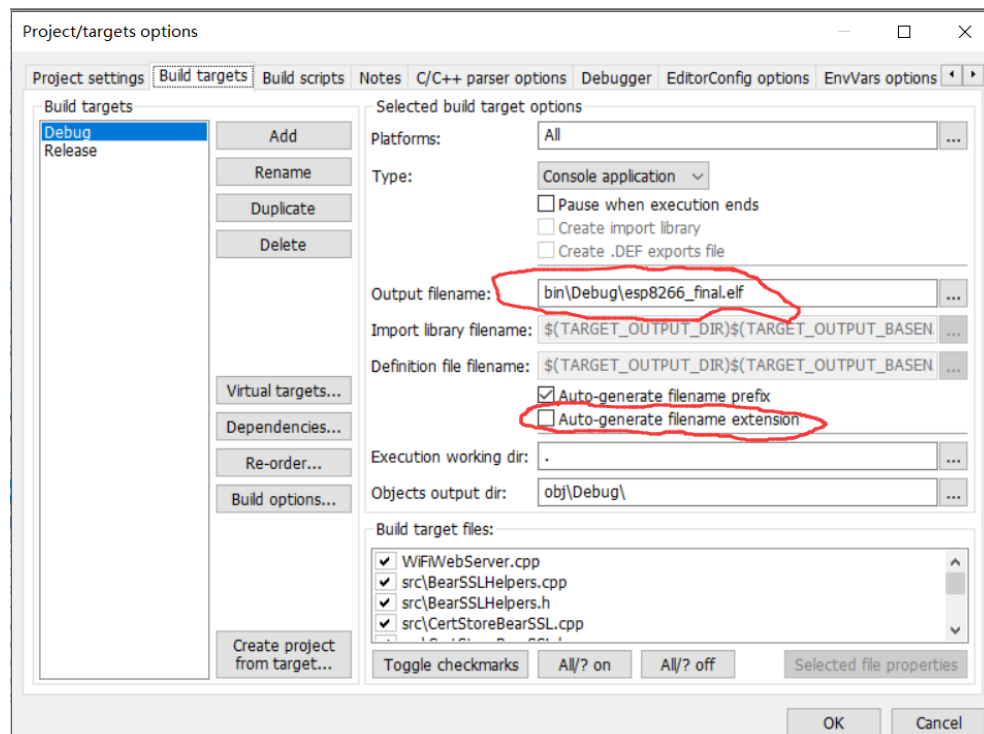 Project/targets options
Project settings Build targets Build scripts Notes C/C++ parser options Debugger EditorConfig options EnvVars options
Build targets
Debug
Release
Add
Rename
Duplicate
Delete
Virtual targets...
Dependencies...
Re-order...
Build options...
Create project
from target...
Selected build target options
Platforms: All ...
Type: Console application
Pause when execution ends
Create import library
Create .DEF exports file
Output filename: bin\Debug\esp8266_final.elf ...
Import library filename: $(TARGET_OUTPUT_DIR)$(TARGET_OUTPUT_BASEN ...
Definition file filename: $(TARGET_OUTPUT_DIR)$(TARGET_OUTPUT_BASEN ...
Auto-generate filename prefix
Auto-generate filename extension
Execution working dir: . ...
Objects output dir: obj\Debug\ ...
Build target files:
WiFiWebServer.cpp
src\BearSSLHelpers.cpp
src\BearSSLHelpers.h
src\CertStoreBearSSL.cpp
Toggle checkmarks All/? on All/? off Selected file properties
OK Cancel